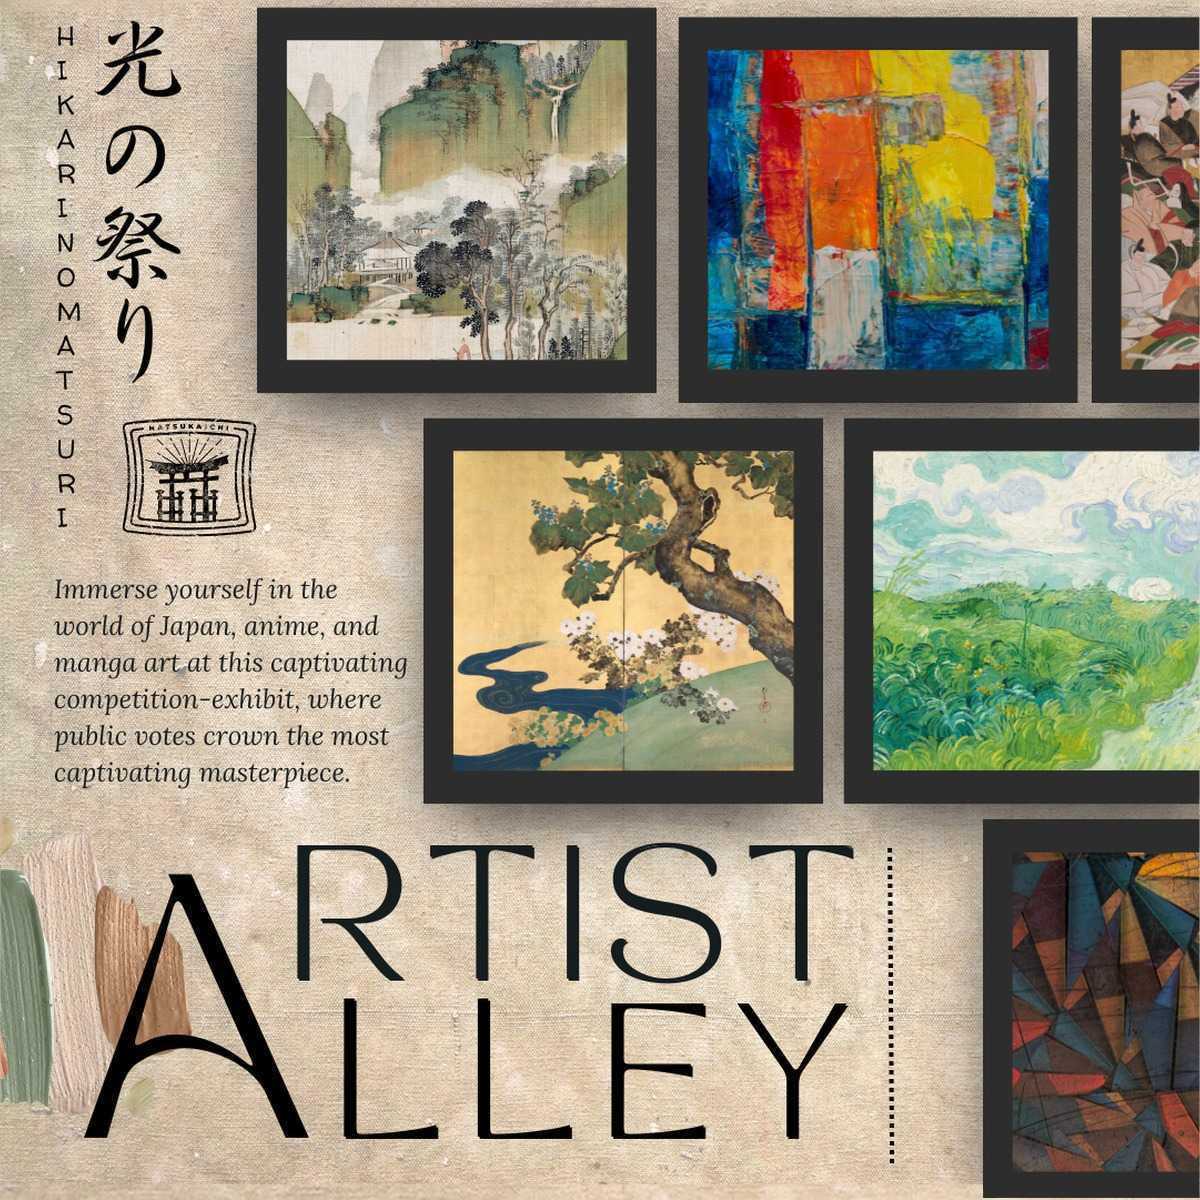 HIKARINOMATSURI
光の祭り
HATSUKAICHI
Immerse yourself in the
world of Japan, anime, and
manga art at this captivating
competition-exhibit, where
public votes crown the most
captivating masterpiece.
ARTIST
ALLEY